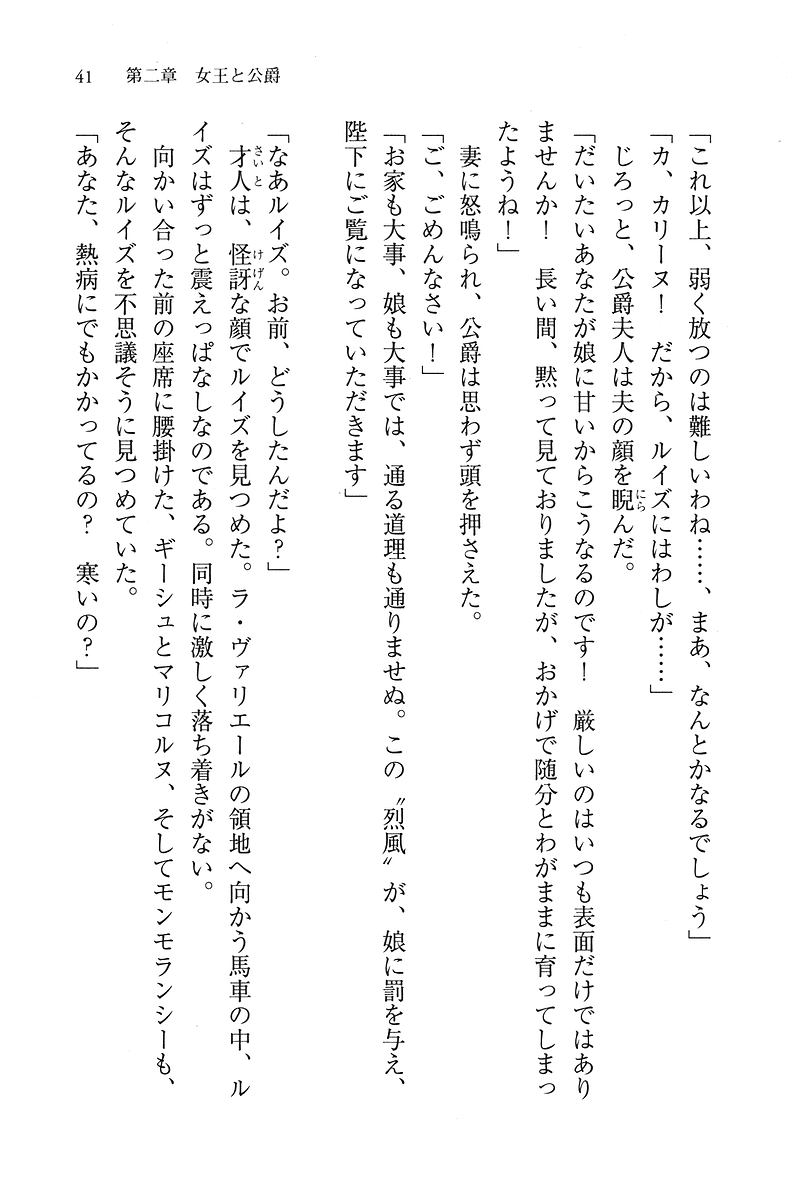 41　第二章　女王と公爵
「これ以上、弱く放つのは難しいわね……、まあ、なんとかなるでしょう」
「カ、カリーヌ！　だから、ルイズにはわしが……」
じろっと、公爵夫人は夫の顔を睨んだ。
「だいたいあなたが娘に甘いからこうなるのです！　厳しいのはいつも表面だけではあり
ませんか！　長い間、黙って見ておりましたが、おかげで随分とわがままに育ってしまっ
たようね！」
妻に怒鳴られ、公爵は思わず頭を押さえた。
「ご、ごめんなさい！」
「お家も大事、娘も大事では、通る道理も通りませぬ。この〝烈風〟が、娘に罰を与え、
陛下にご覧になっていただきます」
「なあルイズ。お前、どうしたんだよ？」
才人は、怪訝な顔でルイズを見つめた。ラ・ヴァリエールの領地へ向かう馬車の中、ル
イズはずっと震えっぱなしなのである。同時に激しく落ち着きがない。
向かい合った前の座席に腰掛けた、ギーシュとマリコルヌ、そしてモンモランシーも、
そんなルイズを不思議そうに見つめていた。
「あなた、熱病にでもかかってるの？　寒いの？」